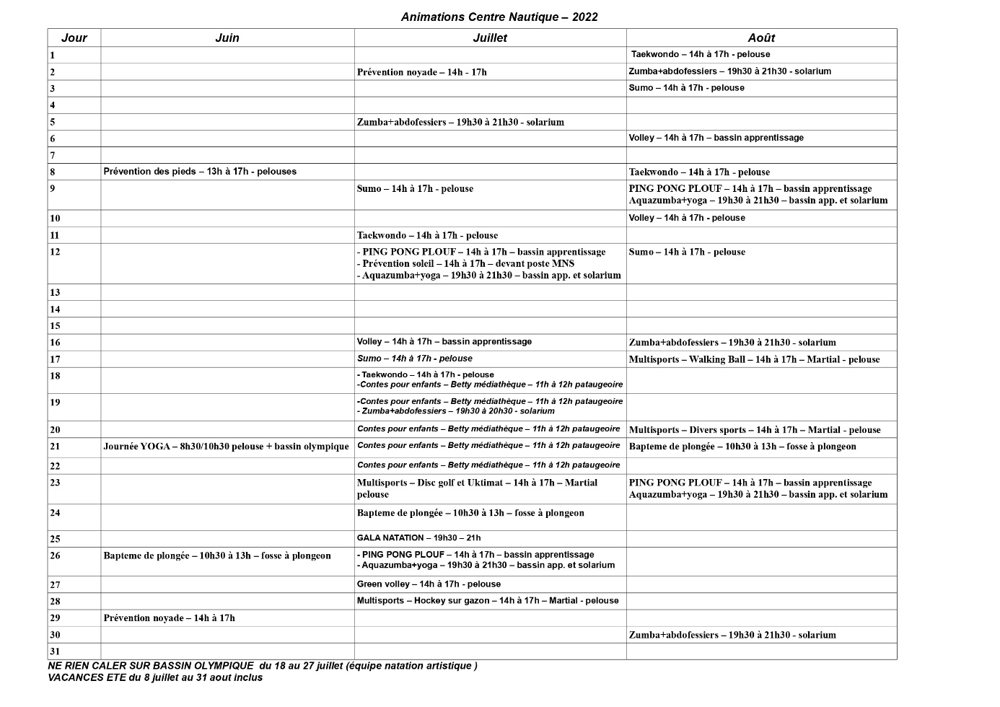 Animations Centre Nautique – 2022
Jour Juin Juillet Août
1 Taekwondo – 14h à 17h - pelouse
2 Prévention noyade – 14h - 17h Zumba+abdofessiers – 19h30 à 21h30 - solarium
3 Sumo – 14h à 17h - pelouse
4
5 Zumba+abdofessiers – 19h30 à 21h30 - solarium
6 Volley – 14h à 17h – bassin apprentissage
7
8 Prévention des pieds – 13h à 17h - pelouses Taekwondo – 14h à 17h - pelouse
9 Sumo – 14h à 17h - pelouse PING PONG PLOUF – 14h à 17h – bassin apprentissage
Aquazumba+yoga – 19h30 à 21h30 – bassin app. et solarium
10 Volley – 14h à 17h - pelouse
11 Taekwondo – 14h à 17h - pelouse
12 - PING PONG PLOUF – 14h à 17h – bassin apprentissage Sumo – 14h à 17h - pelouse
- Prévention soleil – 14h à 17h – devant poste MNS
- Aquazumba+yoga – 19h30 à 21h30 – bassin app. et solarium
13
14
15
16 Volley – 14h à 17h – bassin apprentissage Zumba+abdofessiers – 19h30 à 21h30 - solarium
17 Sumo – 14h à 17h - pelouse Multisports – Walking Ball – 14h à 17h – Martial - pelouse
18 - Taekwondo – 14h à 17h - pelouse
-Contes pour enfants – Betty médiathèque – 11h à 12h pataugeoire
19 -Contes pour enfants – Betty médiathèque – 11h à 12h pataugeoire
- Zumba+abdofessiers – 19h30 à 20h30 - solarium
20 Contes pour enfants – Betty médiathèque – 11h à 12h pataugeoire Multisports – Divers sports – 14h à 17h – Martial - pelouse
21 Journée YOGA – 8h30/10h30 pelouse + bassin olympique Contes pour enfants – Betty médiathèque – 11h à 12h pataugeoire Bapteme de plongée – 10h30 à 13h – fosse à plongeon
22 Contes pour enfants – Betty médiathèque – 11h à 12h pataugeoire
23 Multisports – Disc golf et Uktimat – 14h à 17h – Martial PING PONG PLOUF – 14h à 17h – bassin apprentissage
pelouse Aquazumba+yoga – 19h30 à 21h30 – bassin app. et solarium
24 Bapteme de plongée – 10h30 à 13h – fosse à plongeon
25 GALA NATATION – 19h30 – 21h
26 Bapteme de plongée – 10h30 à 13h – fosse à plongeon - PING PONG PLOUF – 14h à 17h – bassin apprentissage
- Aquazumba+yoga – 19h30 à 21h30 – bassin app. et solarium
27 Green volley – 14h à 17h - pelouse
28 Multisports – Hockey sur gazon – 14h à 17h – Martial - pelouse
29 Prévention noyade – 14h à 17h
30 Zumba+abdofessiers – 19h30 à 21h30 - solarium
31
NE RIEN CALER SUR BASSIN OLYMPIQUE du 18 au 27 juillet (équipe natation artistique )
VACANCES ETE du 8 juillet au 31 aout inclus